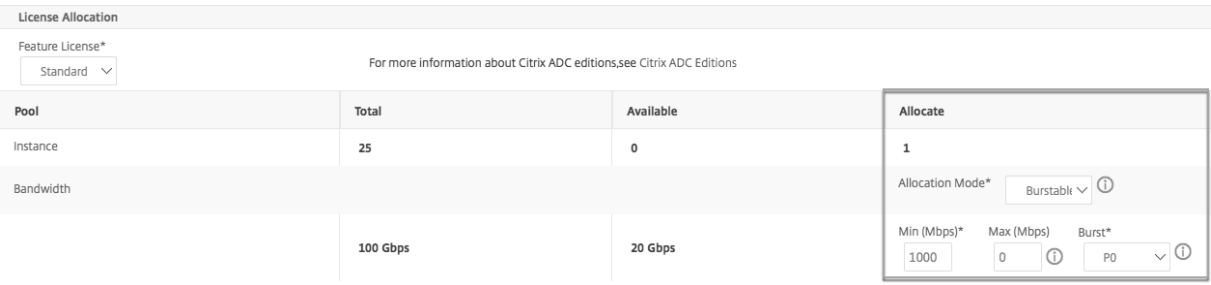 License Allocation
Feature License*
Standard
For more information about Citrix ADC editions,see Citrix ADC Editions
Pool Total Available Allocate
Instance 25 0 1
Bandwidth Allocation Mode* Burstable
Min (Mbps)* Max (Mbps) Burst*
100 Gbps 20 Gbps
1000 0 P0